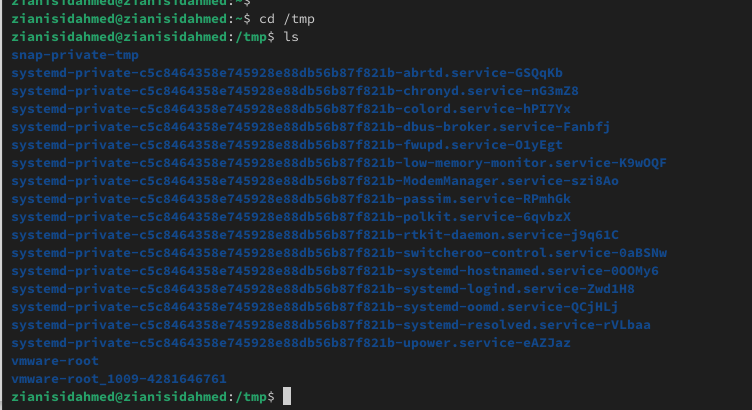 zianisidahmed@zianisidahmed:~$
zianisidahmed@zianisidahmed:~$ cd /tmp
zianisidahmed@zianisidahmed:/tmp$ ls
snap-private-tmp
systemd-private-c5c8464358e745928e88db56b87f821b-abrtd.service-GSQqKb
systemd-private-c5c8464358e745928e88db56b87f821b-chronyd.service-nG3mZ8
systemd-private-c5c8464358e745928e88db56b87f821b-colord.service-hPI7Yx
systemd-private-c5c8464358e745928e88db56b87f821b-dbus-broker.service-Fanbfj
systemd-private-c5c8464358e745928e88db56b87f821b-fwupd.service-O1yEgt
systemd-private-c5c8464358e745928e88db56b87f821b-low-memory-monitor.service-K9wOQF
systemd-private-c5c8464358e745928e88db56b87f821b-ModemManager.service-szi8Ao
systemd-private-c5c8464358e745928e88db56b87f821b-passim.service-RPmhGk
systemd-private-c5c8464358e745928e88db56b87f821b-polkit.service-6qvbzX
systemd-private-c5c8464358e745928e88db56b87f821b-rtkit-daemon.service-j9q61C
systemd-private-c5c8464358e745928e88db56b87f821b-switcheroo-control.service-0aBSNw
systemd-private-c5c8464358e745928e88db56b87f821b-systemd-hostnamed.service-0OOMy6
systemd-private-c5c8464358e745928e88db56b87f821b-systemd-logind.service-Zwd1H8
systemd-private-c5c8464358e745928e88db56b87f821b-systemd-oomd.service-QCjHLj
systemd-private-c5c8464358e745928e88db56b87f821b-systemd-resolved.service-rVLbaa
systemd-private-c5c8464358e745928e88db56b87f821b-upower.service-eAZJaz
vmware-root
vmware-root_1009-4281646761
zianisidahmed@zianisidahmed:/tmp$